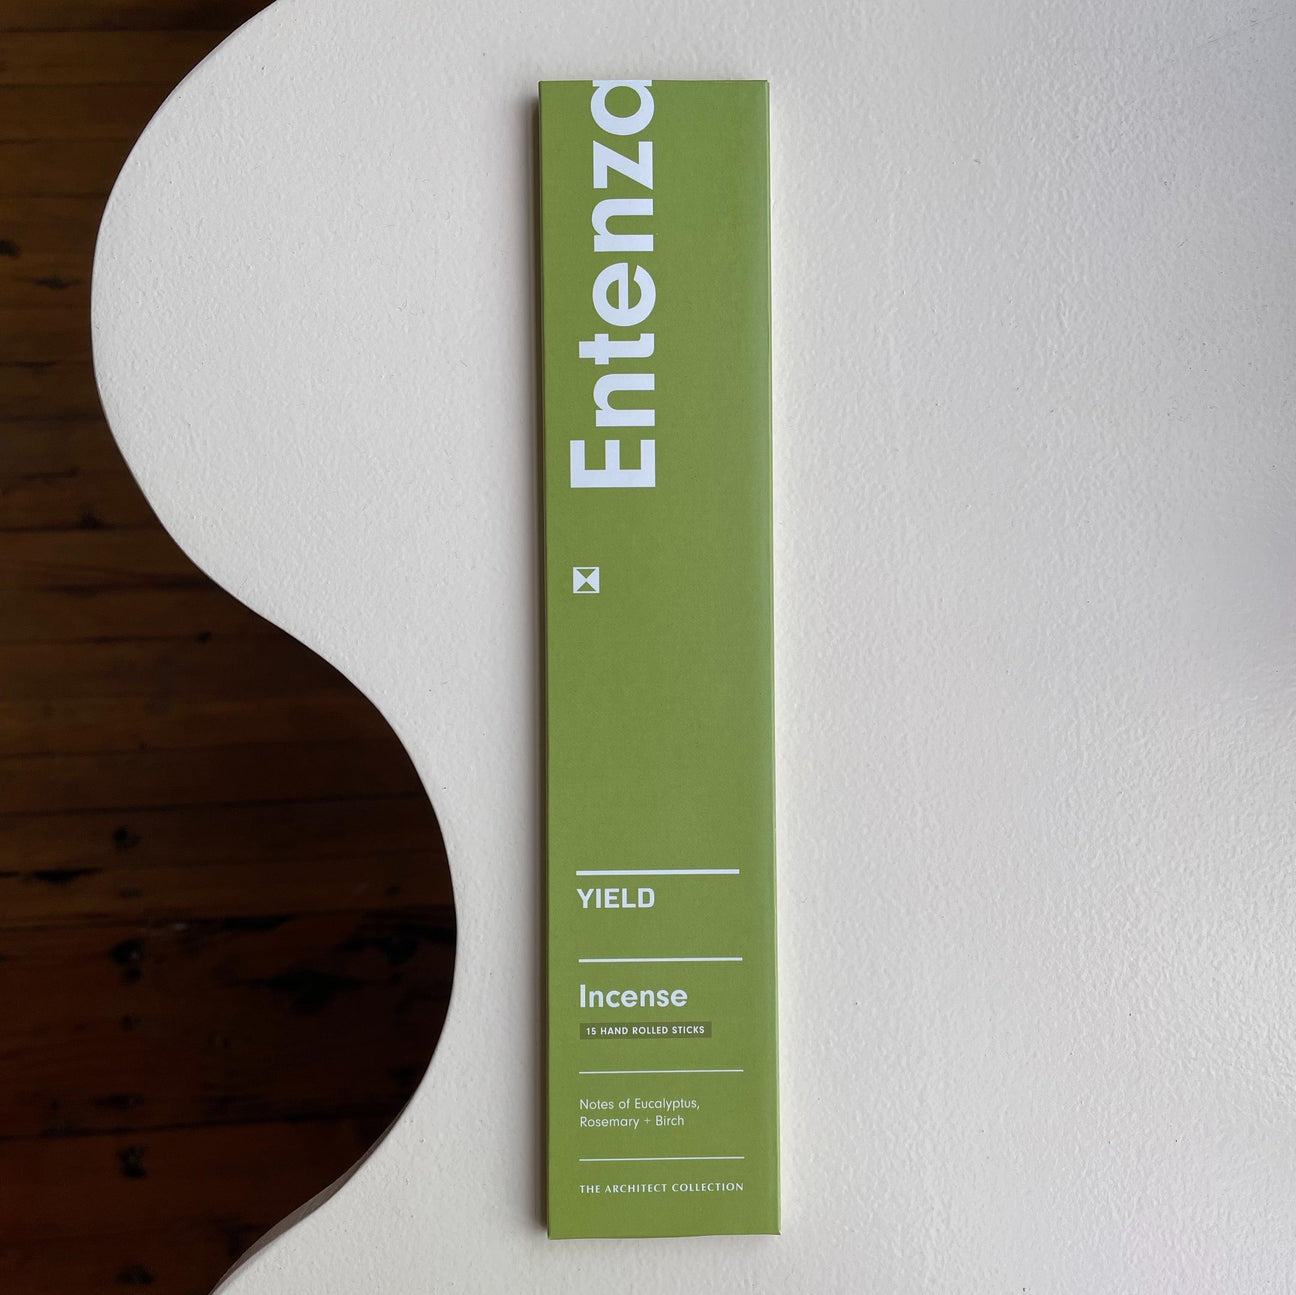 Entenza
YIELD
Incense
15 HAND ROLLED STICKS
Notes of Eucalyptus,
Rosemary + Birch
THE ARCHITECT COLLECTION